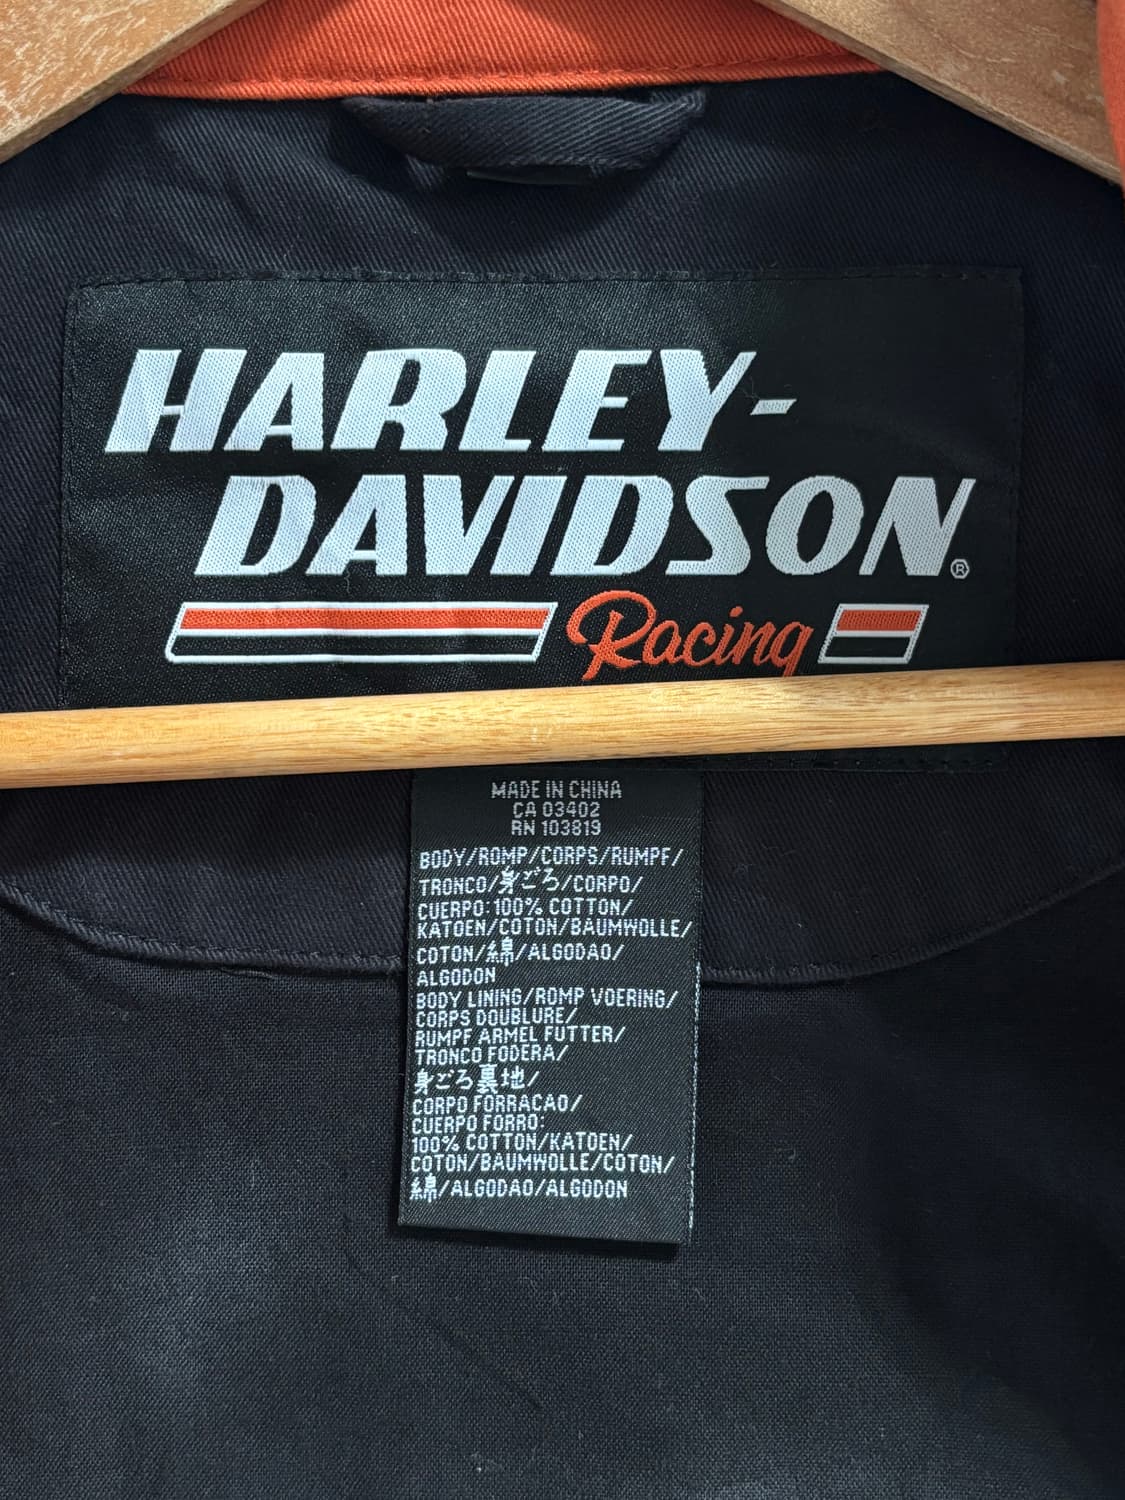 HARLEY-
DAVIDSON®
Racing
MADE IN CHINA
CA 03402
RN 103819
BODY/ROMP/CORPS/RUMPF/
TRONCO/身ごろ/CORPO/
CUERPO: 100% COTTON/
KATOEN/COTON/BAUMWOLLE/
COTON/綿/ALGODAO/
ALGODON
BODY LINING/ROMP VOERING/
CORPS DOUBLURE/
RUMPF ARMEL FUTTER/
TRONCO FODERA/
身ごろ裏地/
CORPO FORRACAO/
CUERPO FORRO:
100% COTTON/KATOEN/
COTON/BAUMWOLLE/COTON/
綿/ALGODAO/ALGODON